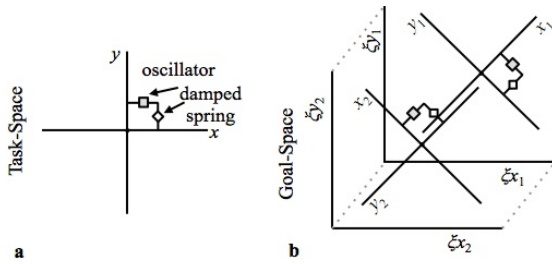 Task-Space
y
oscillator
damped
spring
x
a
Goal-Space
ξy₂
ξy₁
y₁
x₁
x₂
y₂
ξx₁
ξx₂
b